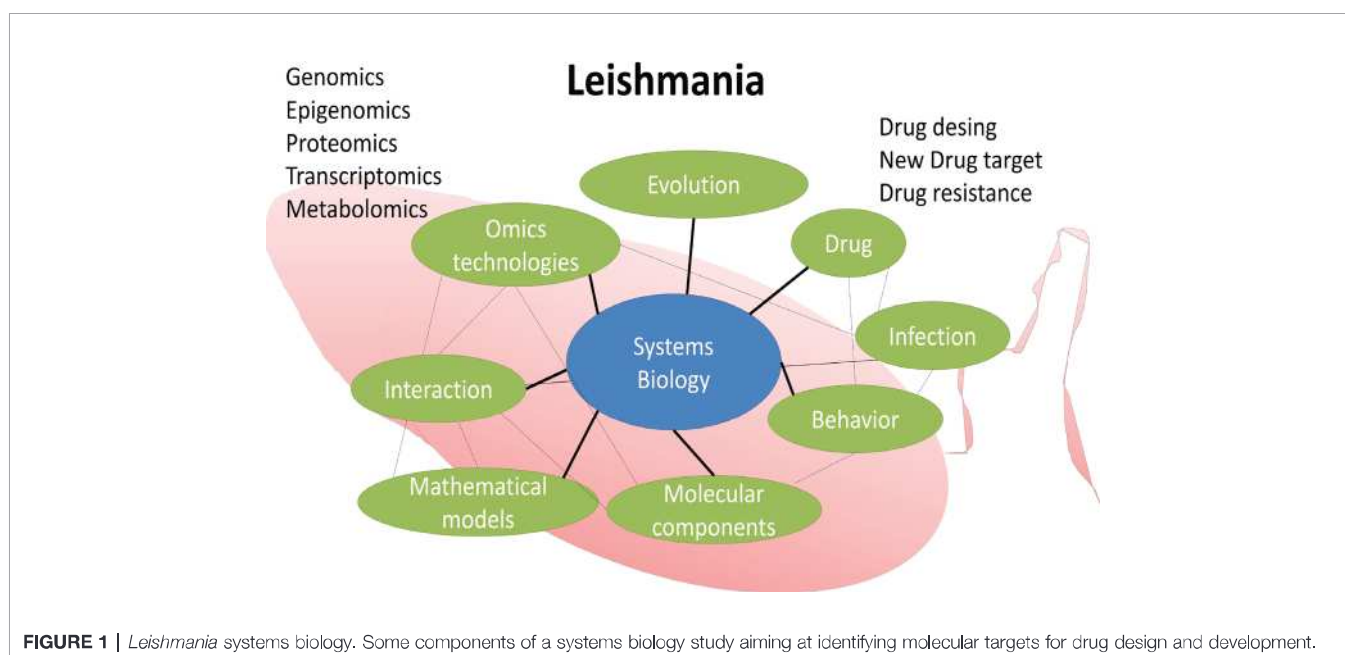 Leishmania
Genomics
Epigenomics
Proteomics
Transcriptomics
Metabolomics
Drug desing
New Drug target
Drug resistance
Evolution
Omics
technologies
Drug
Systems
Biology
Infection
Interaction
Behavior
Mathematical
models
Molecular
components
FIGURE 1 | Leishmania systems biology. Some components of a systems biology study aiming at identifying molecular targets for drug design and development.